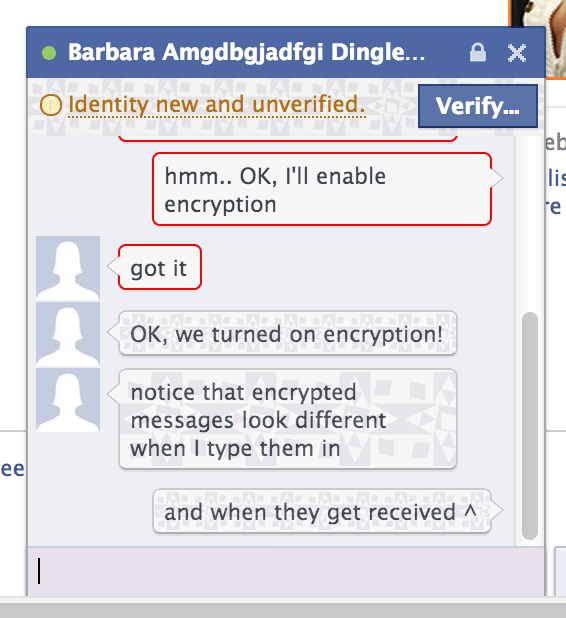 Barbara Amgdbgjadfgi Dingle...
Identity new and unverified.
Verify...
eb
hmm.. OK, I'll enable
encryption
lis
re
got it
OK, we turned on encryption!
notice that encrypted
messages look different
when I type them in
ee
and when they get received ^